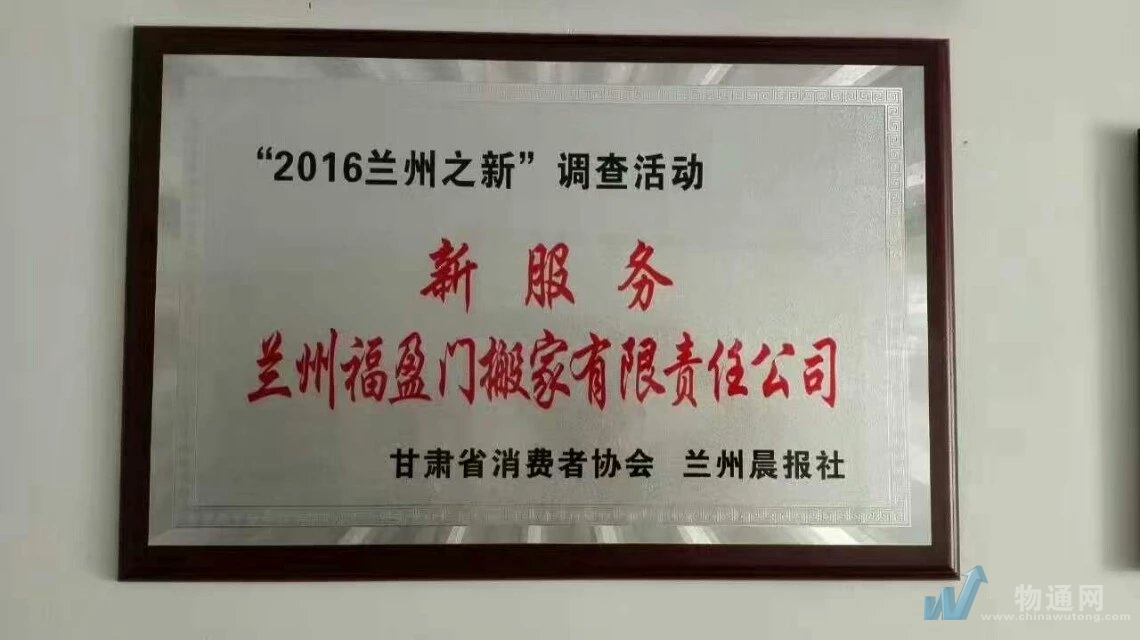 “2016兰州之新”调查活动
新服务
兰州福盈门搬家有限责任公司
甘肃省消费者协会 兰州晨报社
物通网
www.chinawutong.com